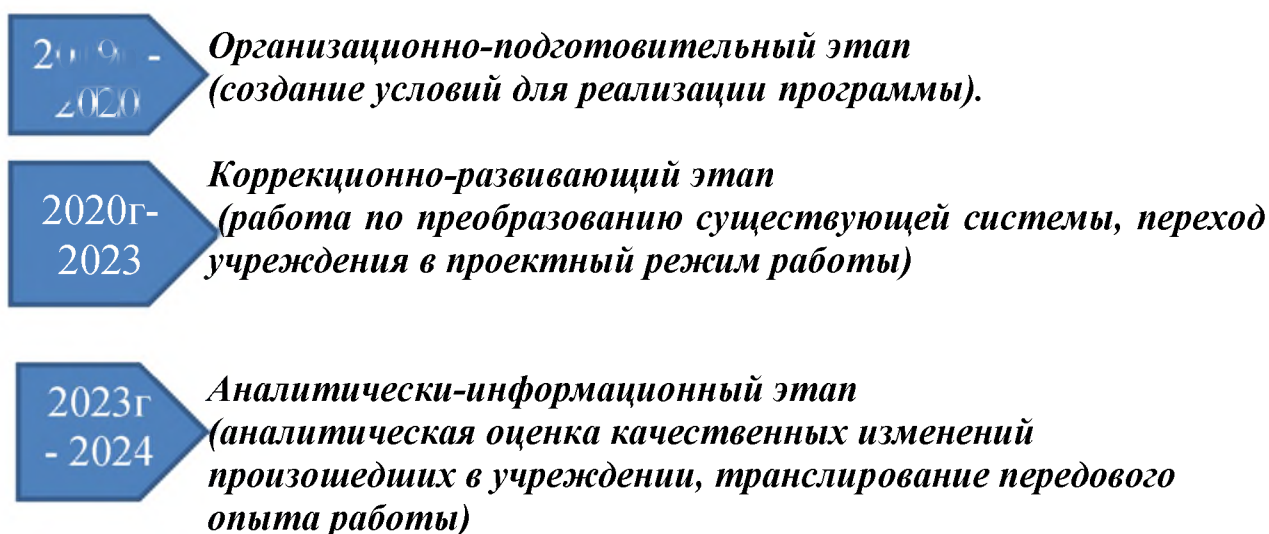 Организационно-подготовительный этап
(создание условий для реализации программы).
2020
Коррекционно-развивающий этап
(работа по преобразованию существующей системы, переход
учреждения в проектный режим работы)
2020г-
2023
Аналитически-информационный этап
(аналитическая оценка качественных изменений
произошедших в учреждении, транслирование передового
опыта работы)
2023г
- 2024